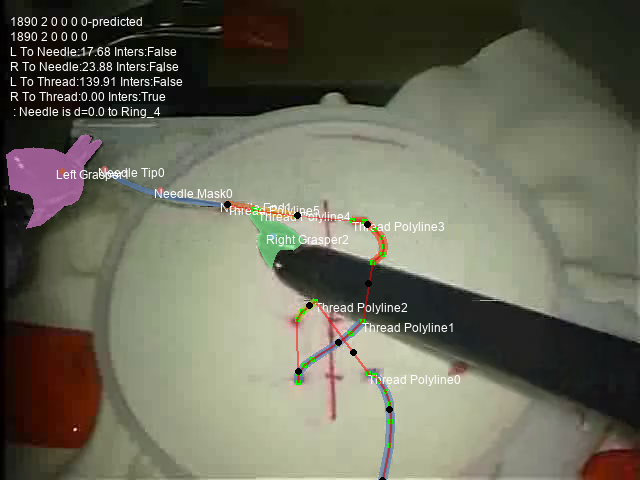 1890 2 0 0 0 0-predicted
1890 2 0 0 0 0
L To Needle:17.68 Inters:False
R To Needle:23.88 Inters:False
L To Thread:139.91 Inters:False
R To Thread:0.00 Inters:True
: Needle is d=0.0 to Ring_4
Left Grasper1
Needle Tip0
Needle Mask0
Thread Polyline5
Thread Polyline4
Thread Polyline3
Right Grasper2
Thread Polyline2
Thread Polyline1
Thread Polyline0